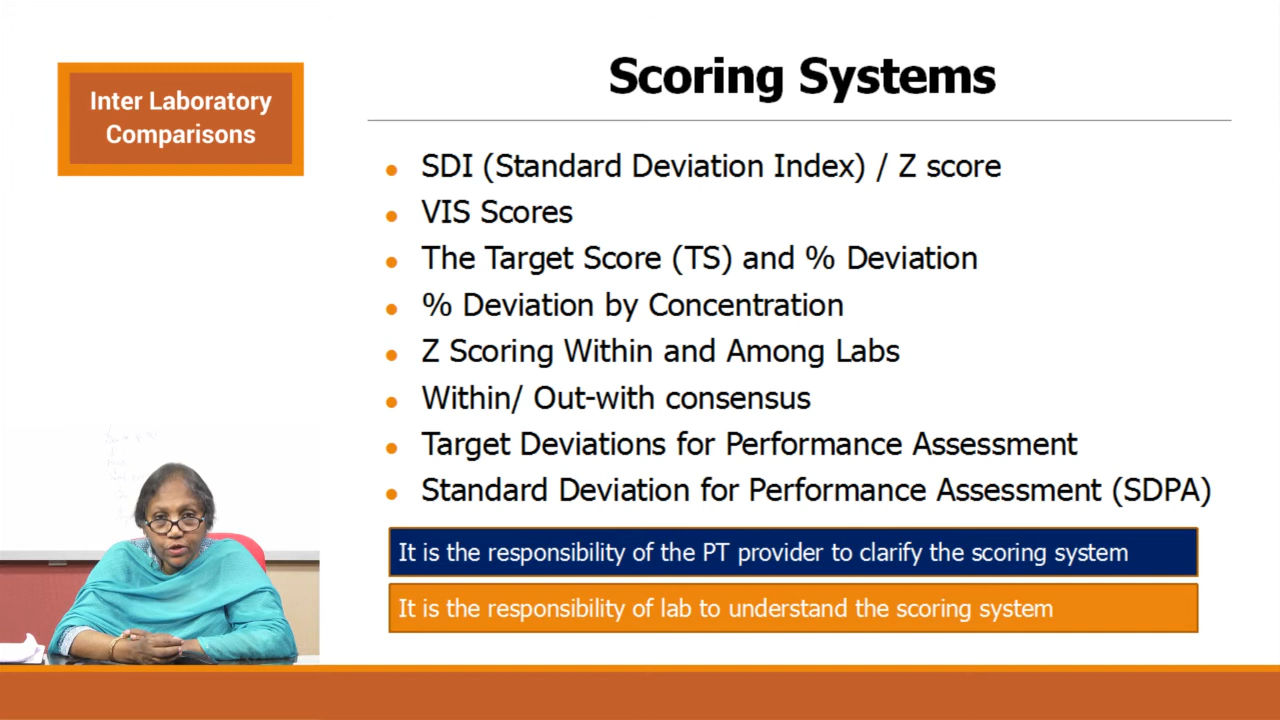 Inter Laboratory
Comparisons
Scoring Systems
SDI (Standard Deviation Index) / Z score
VIS Scores
The Target Score (TS) and % Deviation
% Deviation by Concentration
Z Scoring Within and Among Labs
Within/ Out-with consensus
Target Deviations for Performance Assessment
Standard Deviation for Performance Assessment (SDPA)
It is the responsibility of the PT provider to clarify the scoring system
It is the responsibility of lab to understand the scoring system